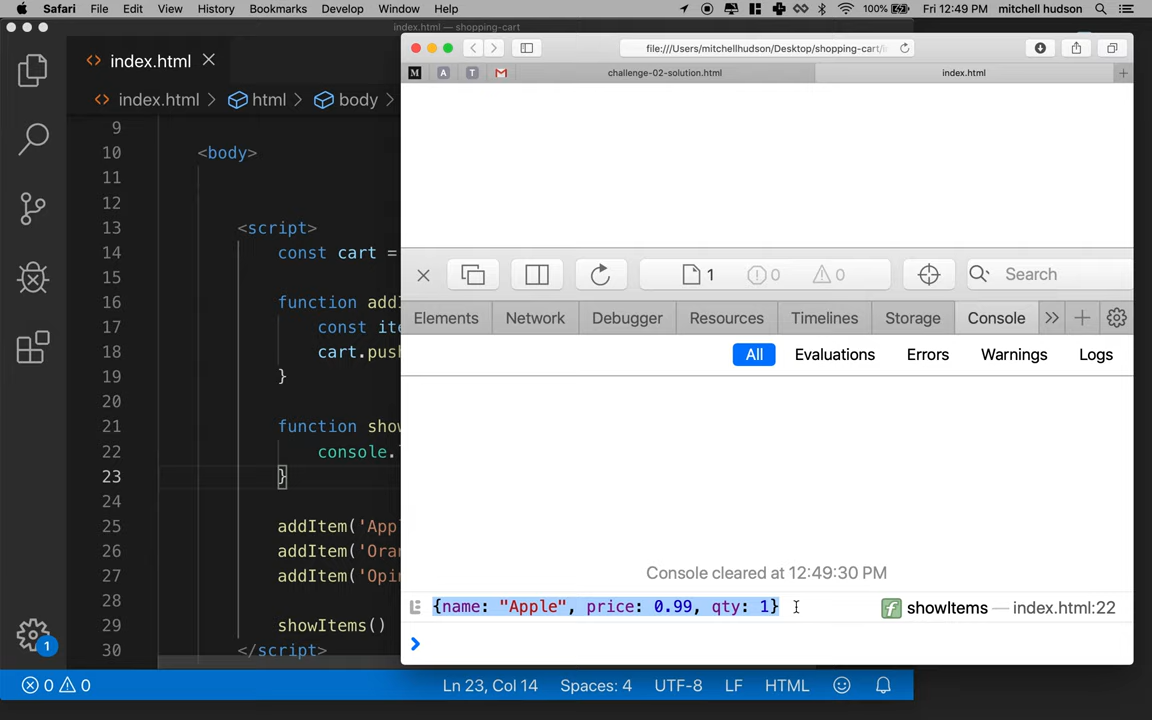 Safari File Edit View History Bookmarks Develop Window Help 100% Fri 12:49 PM mitchell hudson
index.html — shopping-cart
index.html
index.html html body
9
10 <body>
11
12
13 <script>
14 const cart =
15
16 function addI
17 const ite
18 cart.pus
19 }
20
21 function sho
22 console.
23 }
24
25 addItem('App
26 addItem('Ora
27 addItem('Opi
28
29 showItems()
30 </script>
1
0 0 Ln 23, Col 14 Spaces: 4 UTF-8 LF HTML
file:///Users/mitchellhudson/Desktop/shopping-cart/
M A T challenge-02-solution.html index.html
1 0 0 Search
Elements Network Debugger Resources Timelines Storage Console
All Evaluations Errors Warnings Logs
Console cleared at 12:49:30 PM
{name: "Apple", price: 0.99, qty: 1} f showItems — index.html:22